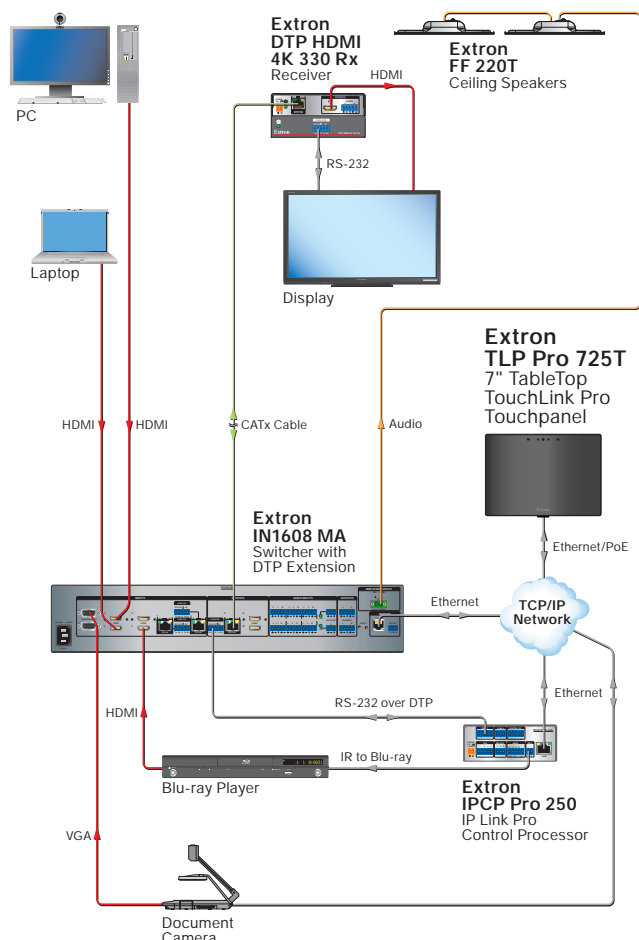 Extron
DTP HDMI
4K 330 Rx
Receiver
HDMI
Extron
FF 220T
Ceiling Speakers
PC
Extron
RS-232
Laptop
Display
Extron
TLP Pro 725T
7" TableTop
TouchLink Pro
Touchpanel
HDMI
HDMI
CATx Cable
Audio
Extron
IN1608 MA
Switcher with
DTP Extension
Ethernet/PoE
Ethernet
TCP/IP
Network
Ethernet
HDMI
RS-232 over DTP
IR to Blu-ray
Blu-ray Player
Extron
IPCP Pro 250
IP Link Pro
Control Processor
VGA
Document
Camera